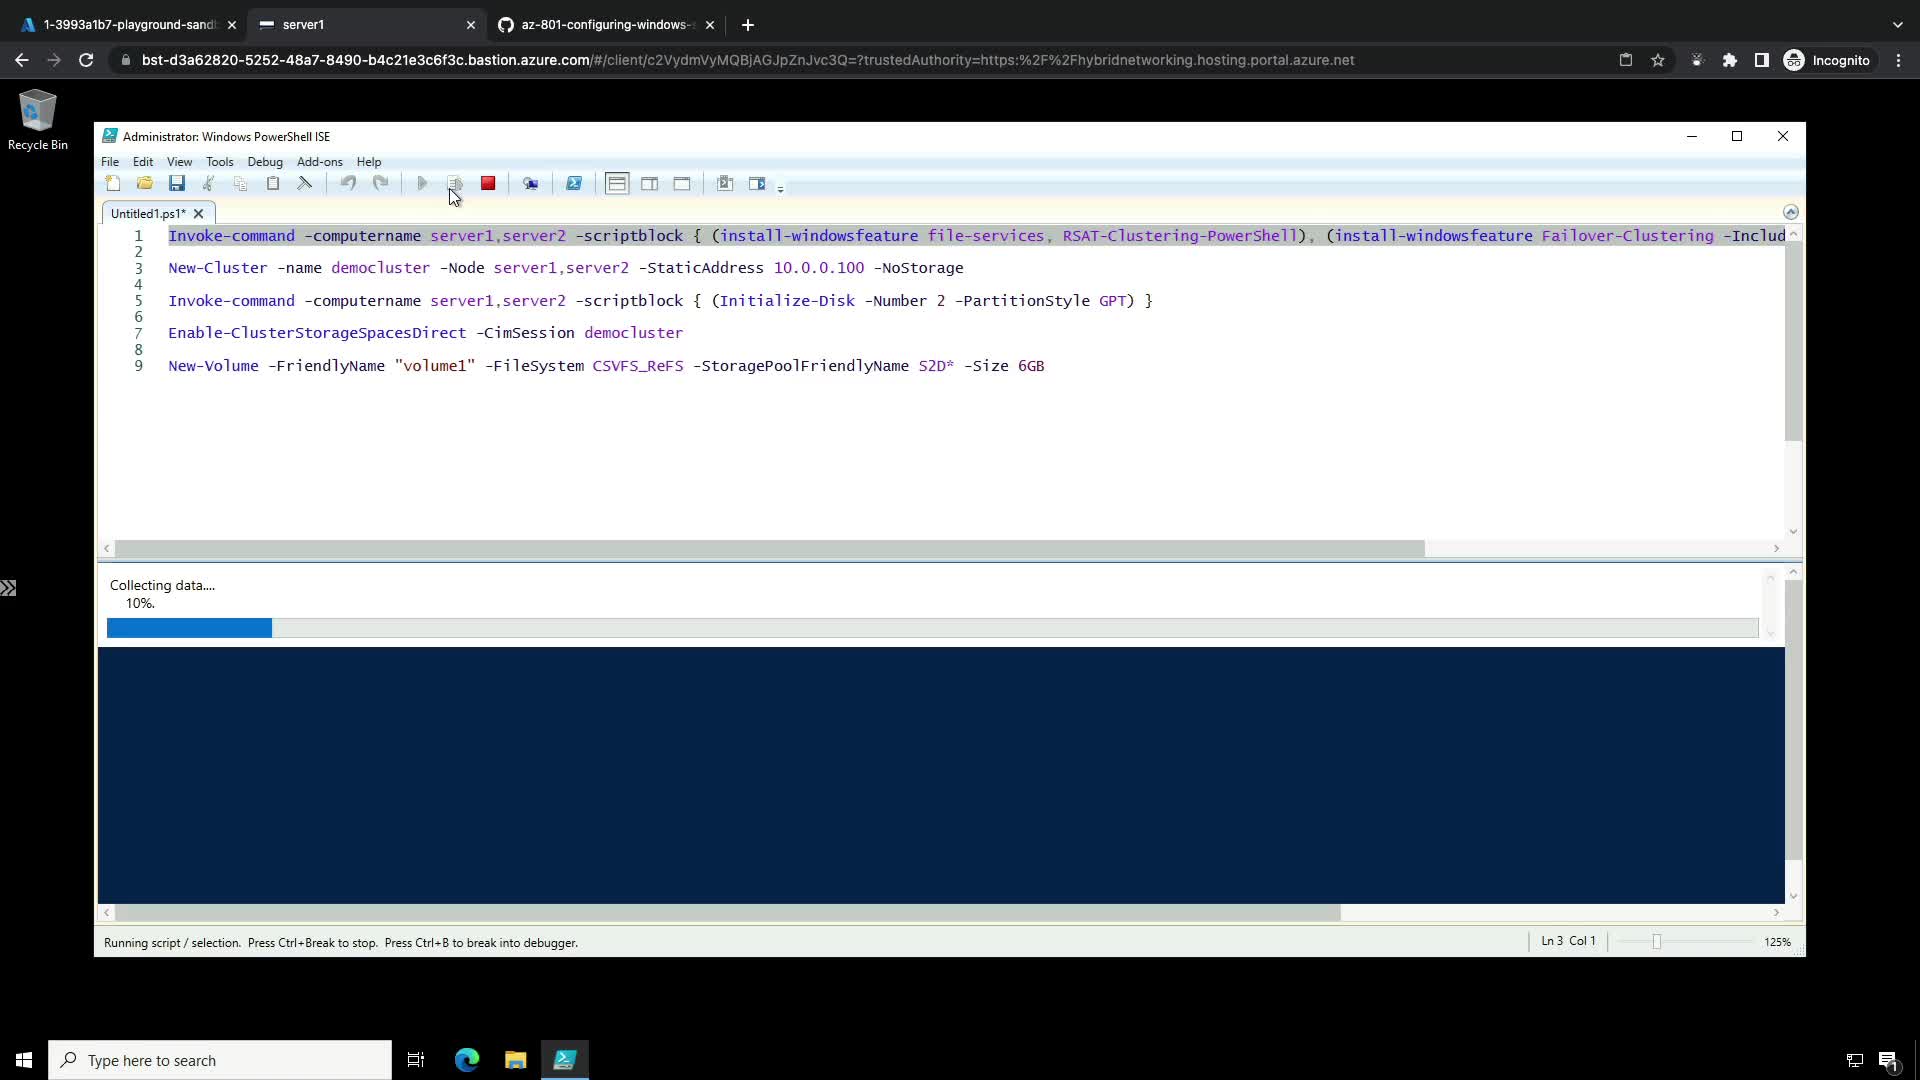 1-3993a1b7-playground-sand
server1
az-801-configuring-windows-
bst-d3a62820-5252-48a7-8490-b4c21e3c6f3c.bastion.azure.com/#/client/c2VydmVyMQBjAGJpZnJvc3Q=?trustedAuthority=https:%2F%2Fhybridnetworking.hosting.portal.azure.net
Incognito
Recycle Bin
Administrator: Windows PowerShell ISE
File Edit View Tools Debug Add-ons Help
Untitled1.ps1*
1 Invoke-command -computername server1,server2 -scriptblock { (install-windowsfeature file-services, RSAT-Clustering-PowerShell), (install-windowsfeature Failover-Clustering -Includ
2
3 New-Cluster -name democluster -Node server1,server2 -StaticAddress 10.0.0.100 -NoStorage
4
5 Invoke-command -computername server1,server2 -scriptblock { (Initialize-Disk -Number 2 -PartitionStyle GPT) }
6
7 Enable-ClusterStorageSpacesDirect -CimSession democluster
8
9 New-Volume -FriendlyName "volume1" -FileSystem CSVFS_ReFS -StoragePoolFriendlyName S2D* -Size 6GB
Collecting data....
10%.
Running script / selection. Press Ctrl+Break to stop. Press Ctrl+B to break into debugger.
Ln 3 Col 1
125%
Type here to search
1